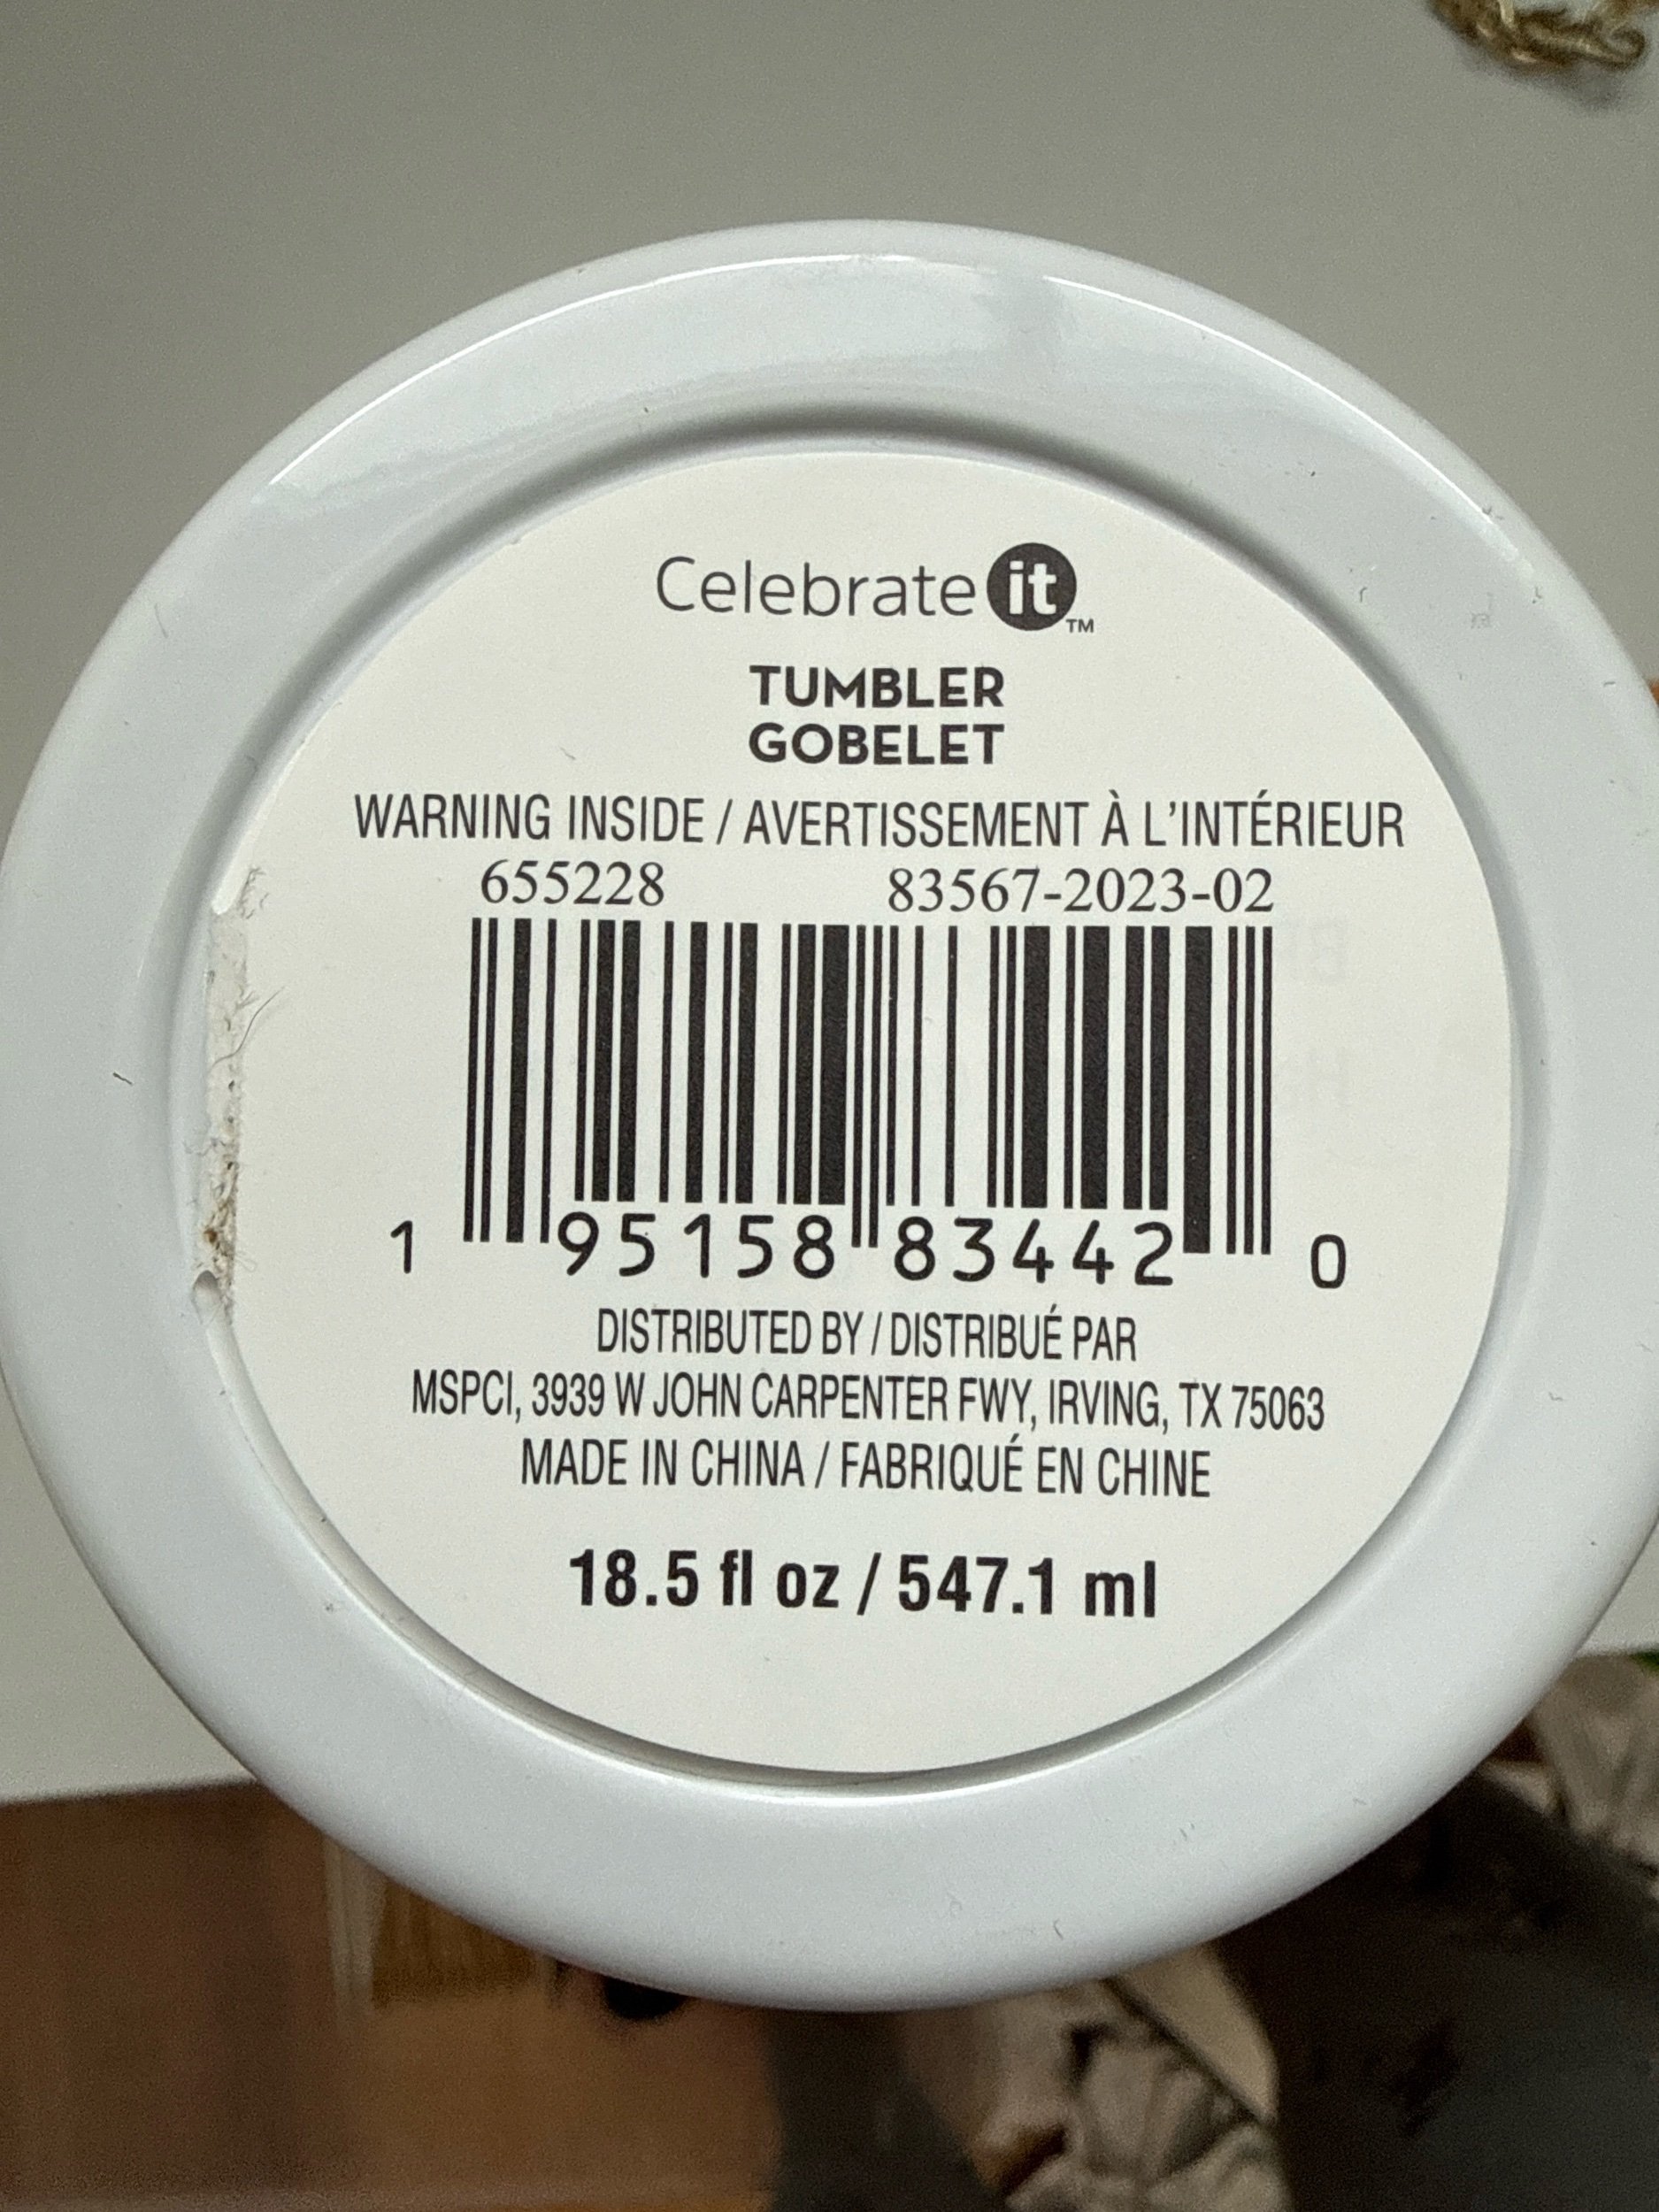 Celebrate it™
TUMBLER
GOBELET
WARNING INSIDE / AVERTISSEMENT À L'INTÉRIEUR
655228 83567-2023-02
1 95158 83442 0
DISTRIBUTED BY / DISTRIBUÉ PAR
MSPCI, 3939 W JOHN CARPENTER FWY, IRVING, TX 75063
MADE IN CHINA / FABRIQUÉ EN CHINE
18.5 fl oz / 547.1 ml